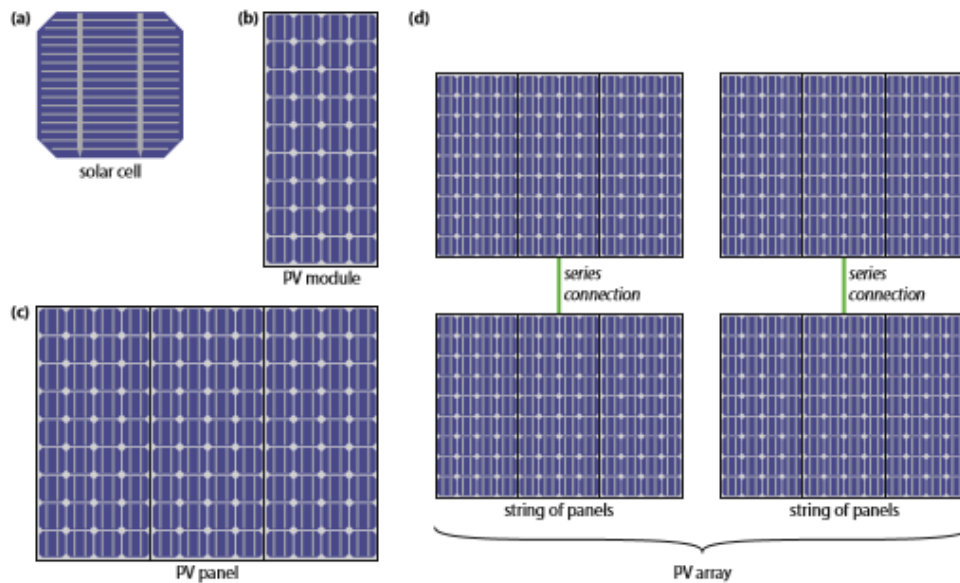 (a)
solar cell
(b)
PV module
(c)
PV panel
(d)
series
connection
series
connection
string of panels
string of panels
PV array